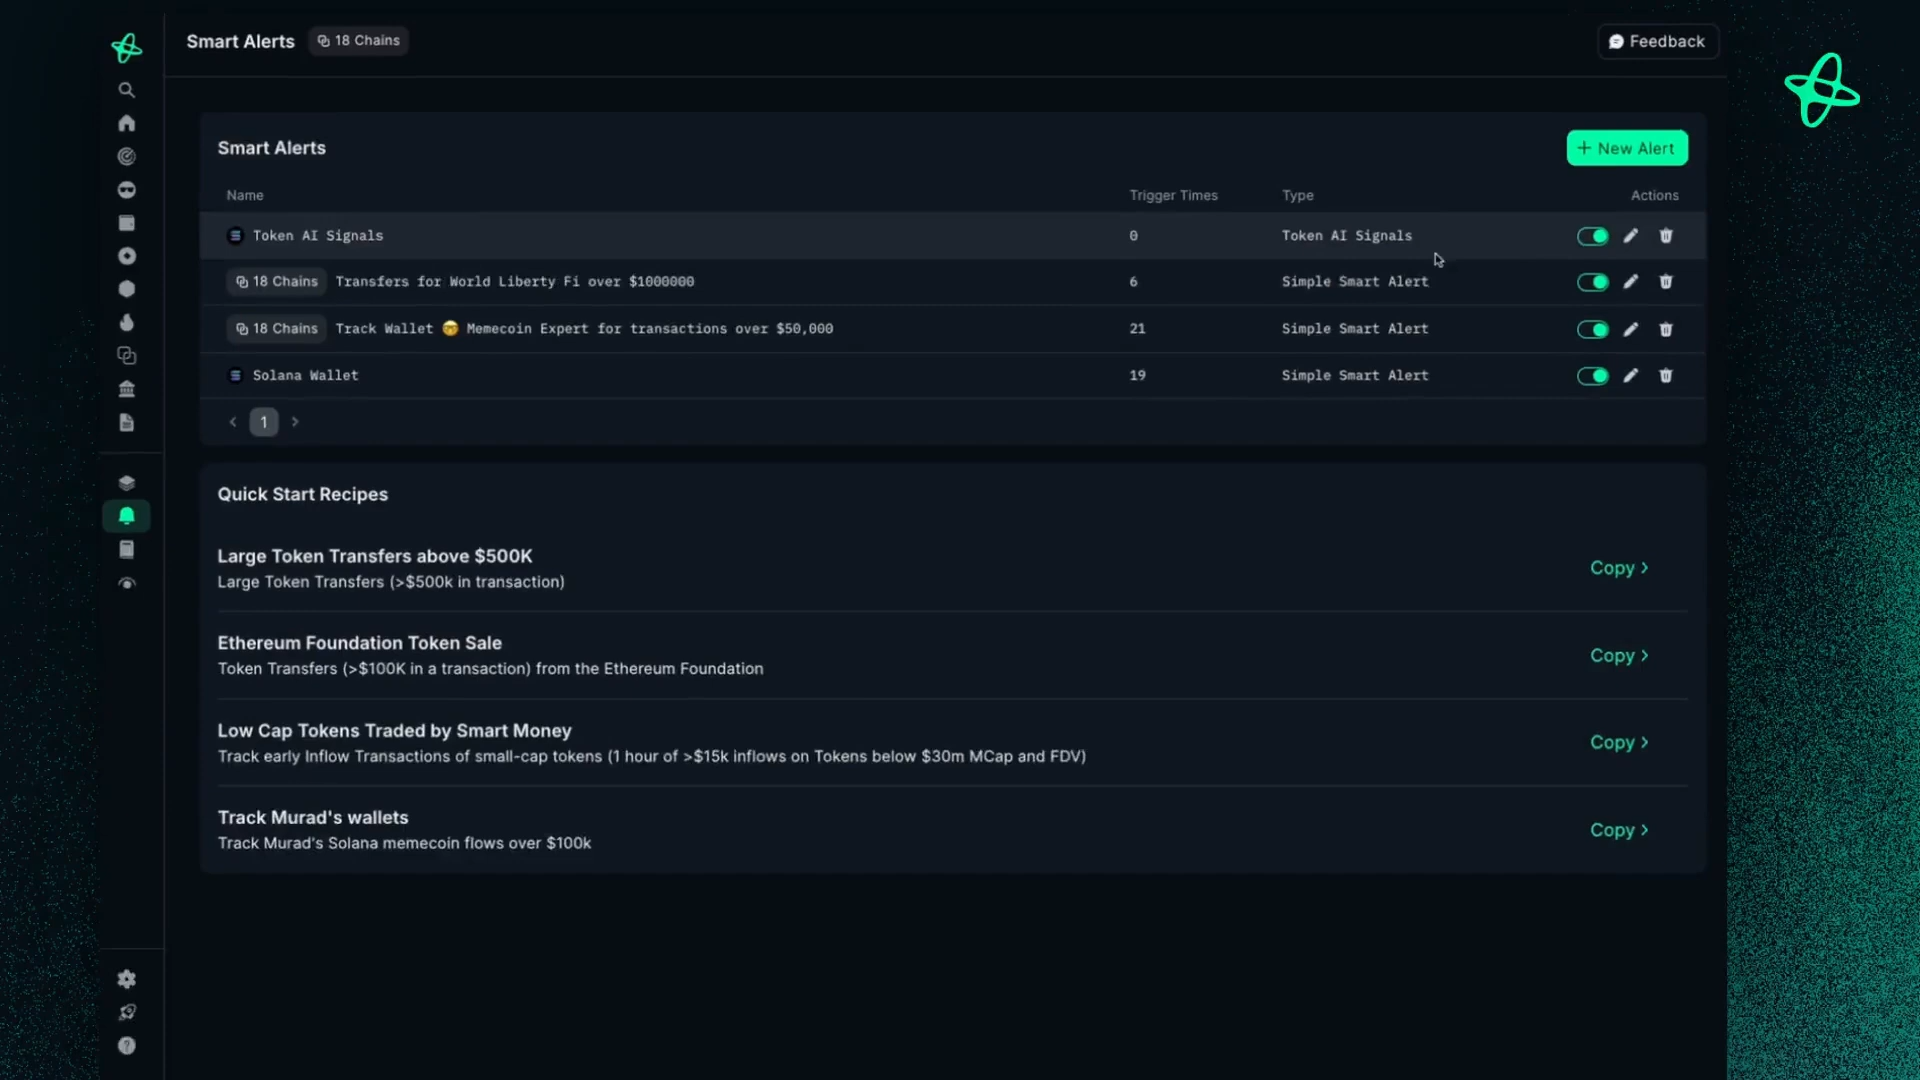 Smart Alerts 18 Chains Feedback
Smart Alerts + New Alert
Name Trigger Times Type Actions
Token AI Signals 0 Token AI Signals
18 Chains Transfers for World Liberty Fi over $1000000 6 Simple Smart Alert
18 Chains Track Wallet 🤓 Memecoin Expert for transactions over $50,000 21 Simple Smart Alert
Solana Wallet 19 Simple Smart Alert
< 1 >
Quick Start Recipes
Large Token Transfers above $500K
Large Token Transfers (>$500k in transaction)
Copy >
Ethereum Foundation Token Sale
Token Transfers (>$100K in a transaction) from the Ethereum Foundation
Copy >
Low Cap Tokens Traded by Smart Money
Track early Inflow Transactions of small-cap tokens (1 hour of >$15k inflows on Tokens below $30m MCap and FDV)
Copy >
Track Murad's wallets
Track Murad's Solana memecoin flows over $100k
Copy >